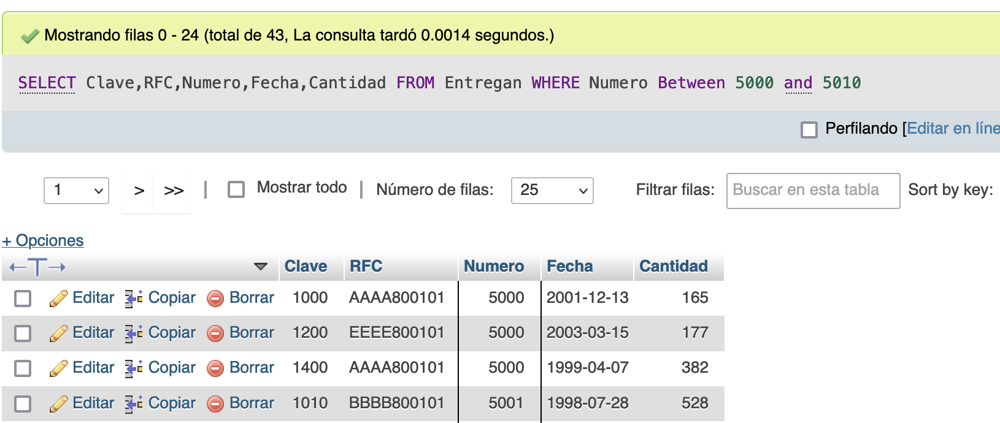 Mostrando filas 0 - 24 (total de 43, La consulta tardó 0.0014 segundos.)
SELECT Clave,RFC,Numero,Fecha,Cantidad FROM Entregan WHERE Numero Between 5000 and 5010
Perfilando [Editar en líne
1 > >> | Mostrar todo | Número de filas: 25 Filtrar filas: Buscar en esta tabla Sort by key:
+ Opciones
←T→ Clave RFC Numero Fecha Cantidad
Editar Copiar Borrar 1000 AAAA800101 5000 2001-12-13 165
Editar Copiar Borrar 1200 EEEE800101 5000 2003-03-15 177
Editar Copiar Borrar 1400 AAAA800101 5000 1999-04-07 382
Editar Copiar Borrar 1010 BBBB800101 5001 1998-07-28 528